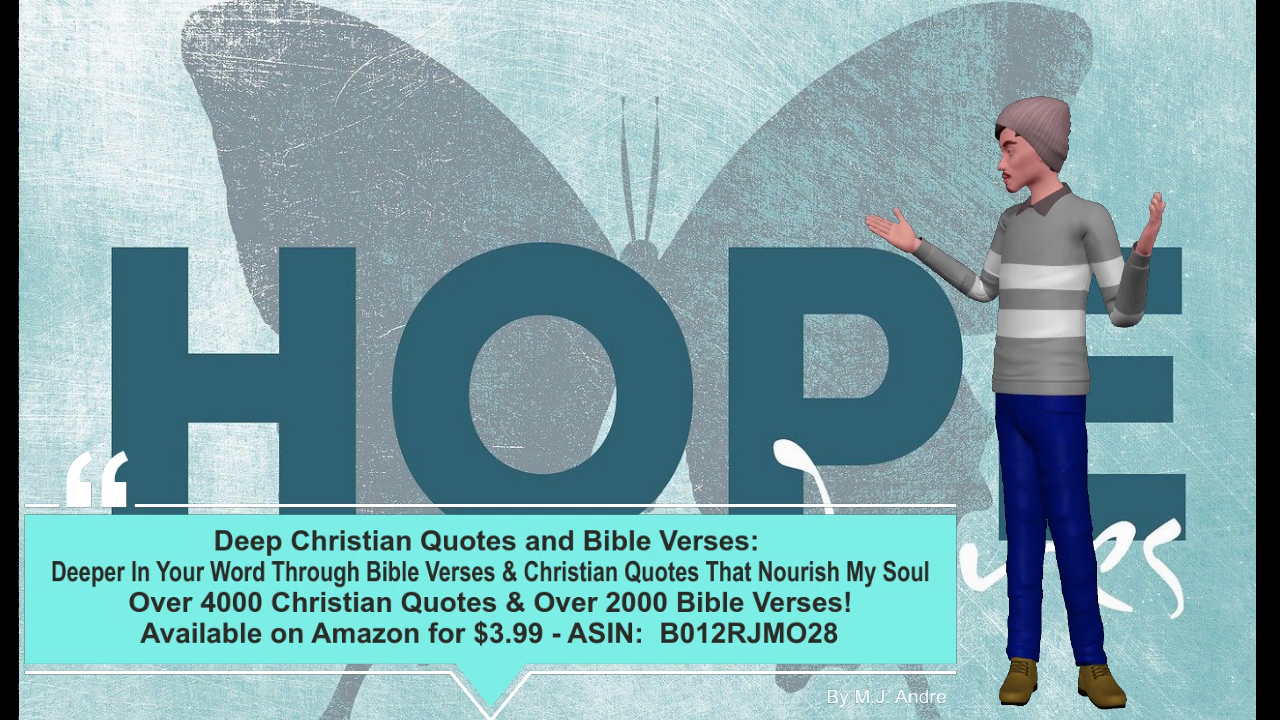 HOPE
“
Deep Christian Quotes and Bible Verses:
Deeper In Your Word Through Bible Verses & Christian Quotes That Nourish My Soul
Over 4000 Christian Quotes & Over 2000 Bible Verses!
Available on Amazon for $3.99 - ASIN: B012RJMO28
By M.J. Andre